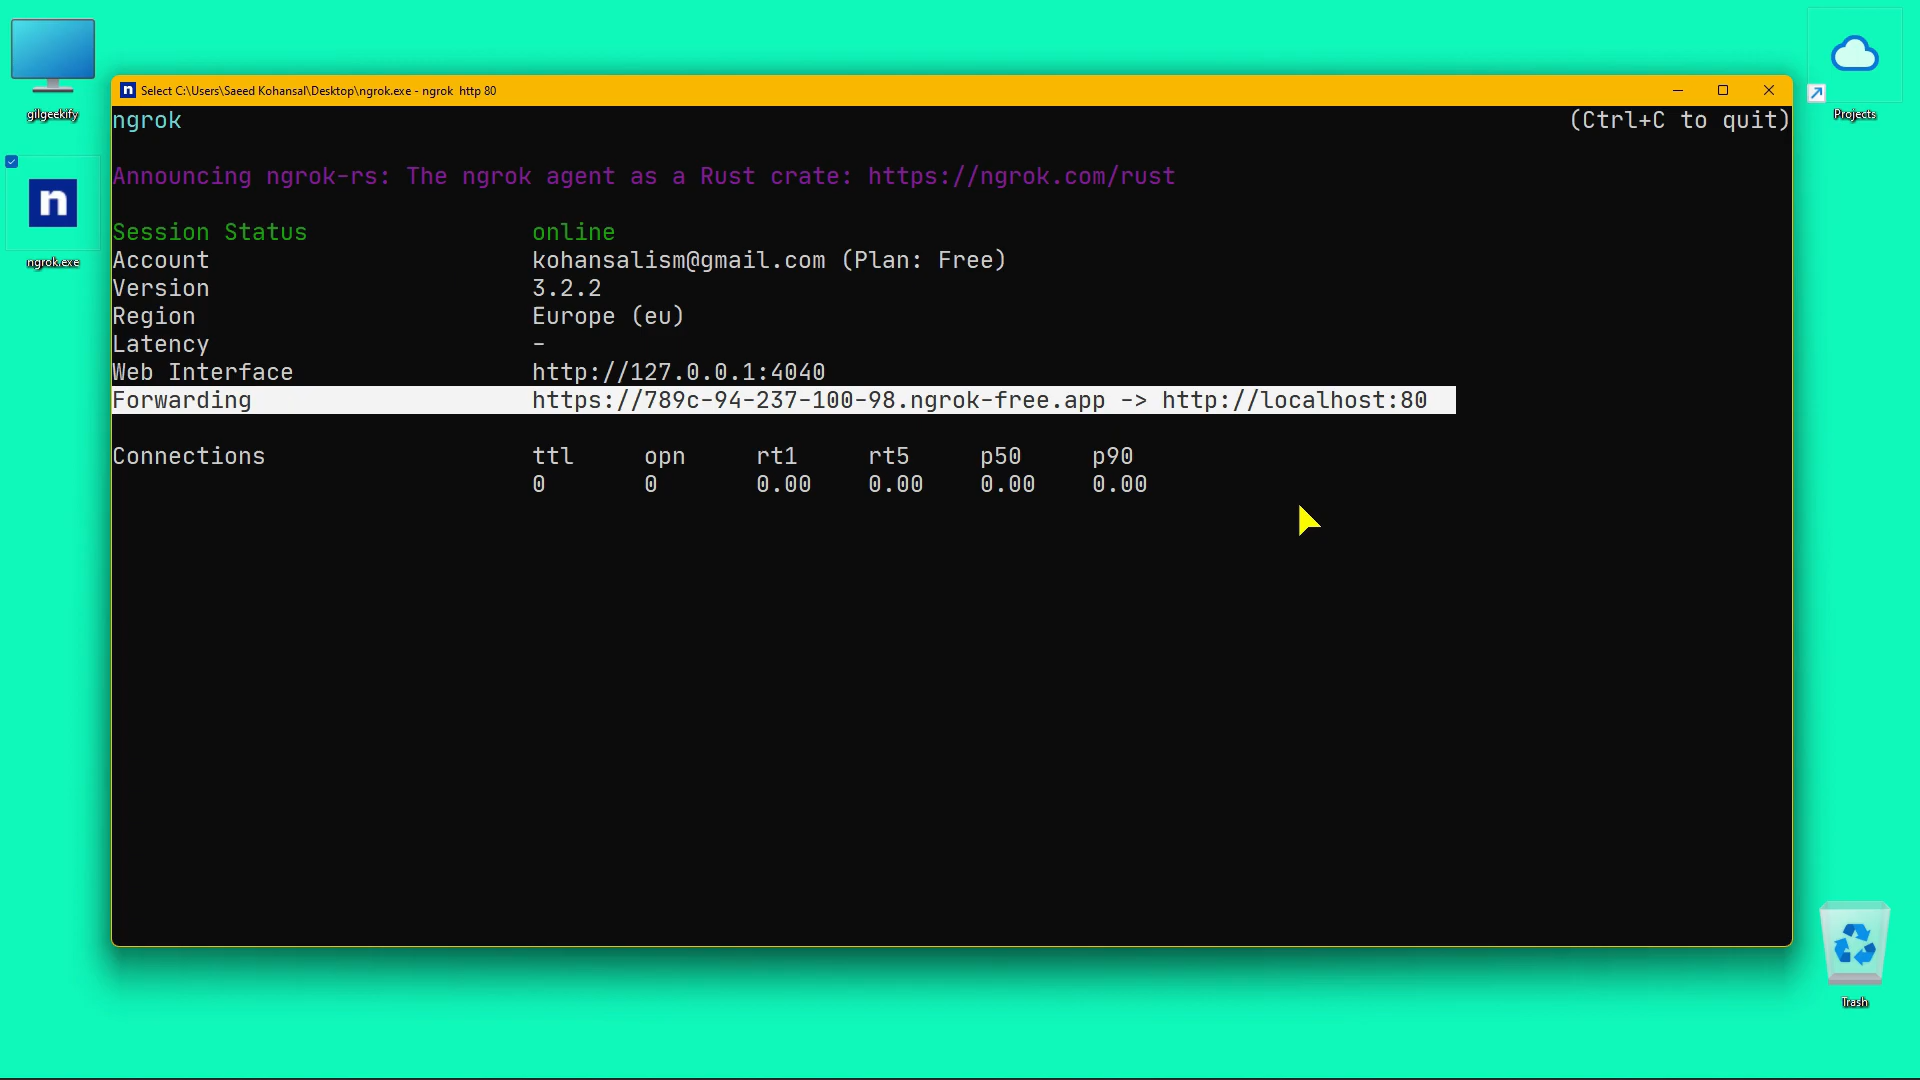 gilgeekify
Projects
n Select C:\Users\Saeed Kohansal\Desktop\ngrok.exe - ngrok  http 80
ngrok (Ctrl+C to quit)
Announcing ngrok-rs: The ngrok agent as a Rust crate: https://ngrok.com/rust
Session Status online
Account kohansalism@gmail.com (Plan: Free)
Version 3.2.2
Region Europe (eu)
Latency -
Web Interface http://127.0.0.1:4040
Forwarding https://789c-94-237-100-98.ngrok-free.app -> http://localhost:80
Connections ttl opn rt1 rt5 p50 p90
0 0 0.00 0.00 0.00 0.00
n
ngrok.exe
Trash